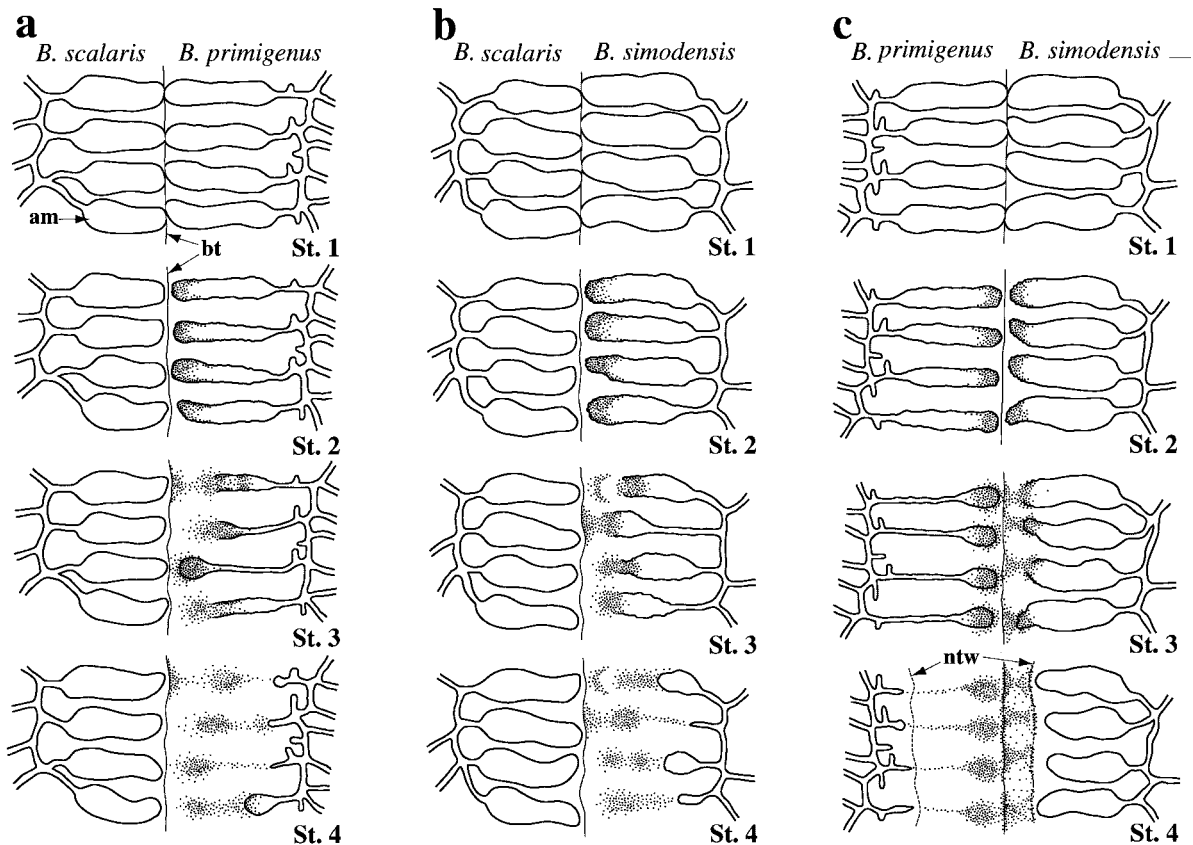 a
B. scalaris B. primigenus
am
bt
St. 1
St. 2
St. 3
St. 4
b
B. scalaris B. simodensis
St. 1
St. 2
St. 3
St. 4
c
B. primigenus B. simodensis
St. 1
St. 2
St. 3
ntw
St. 4